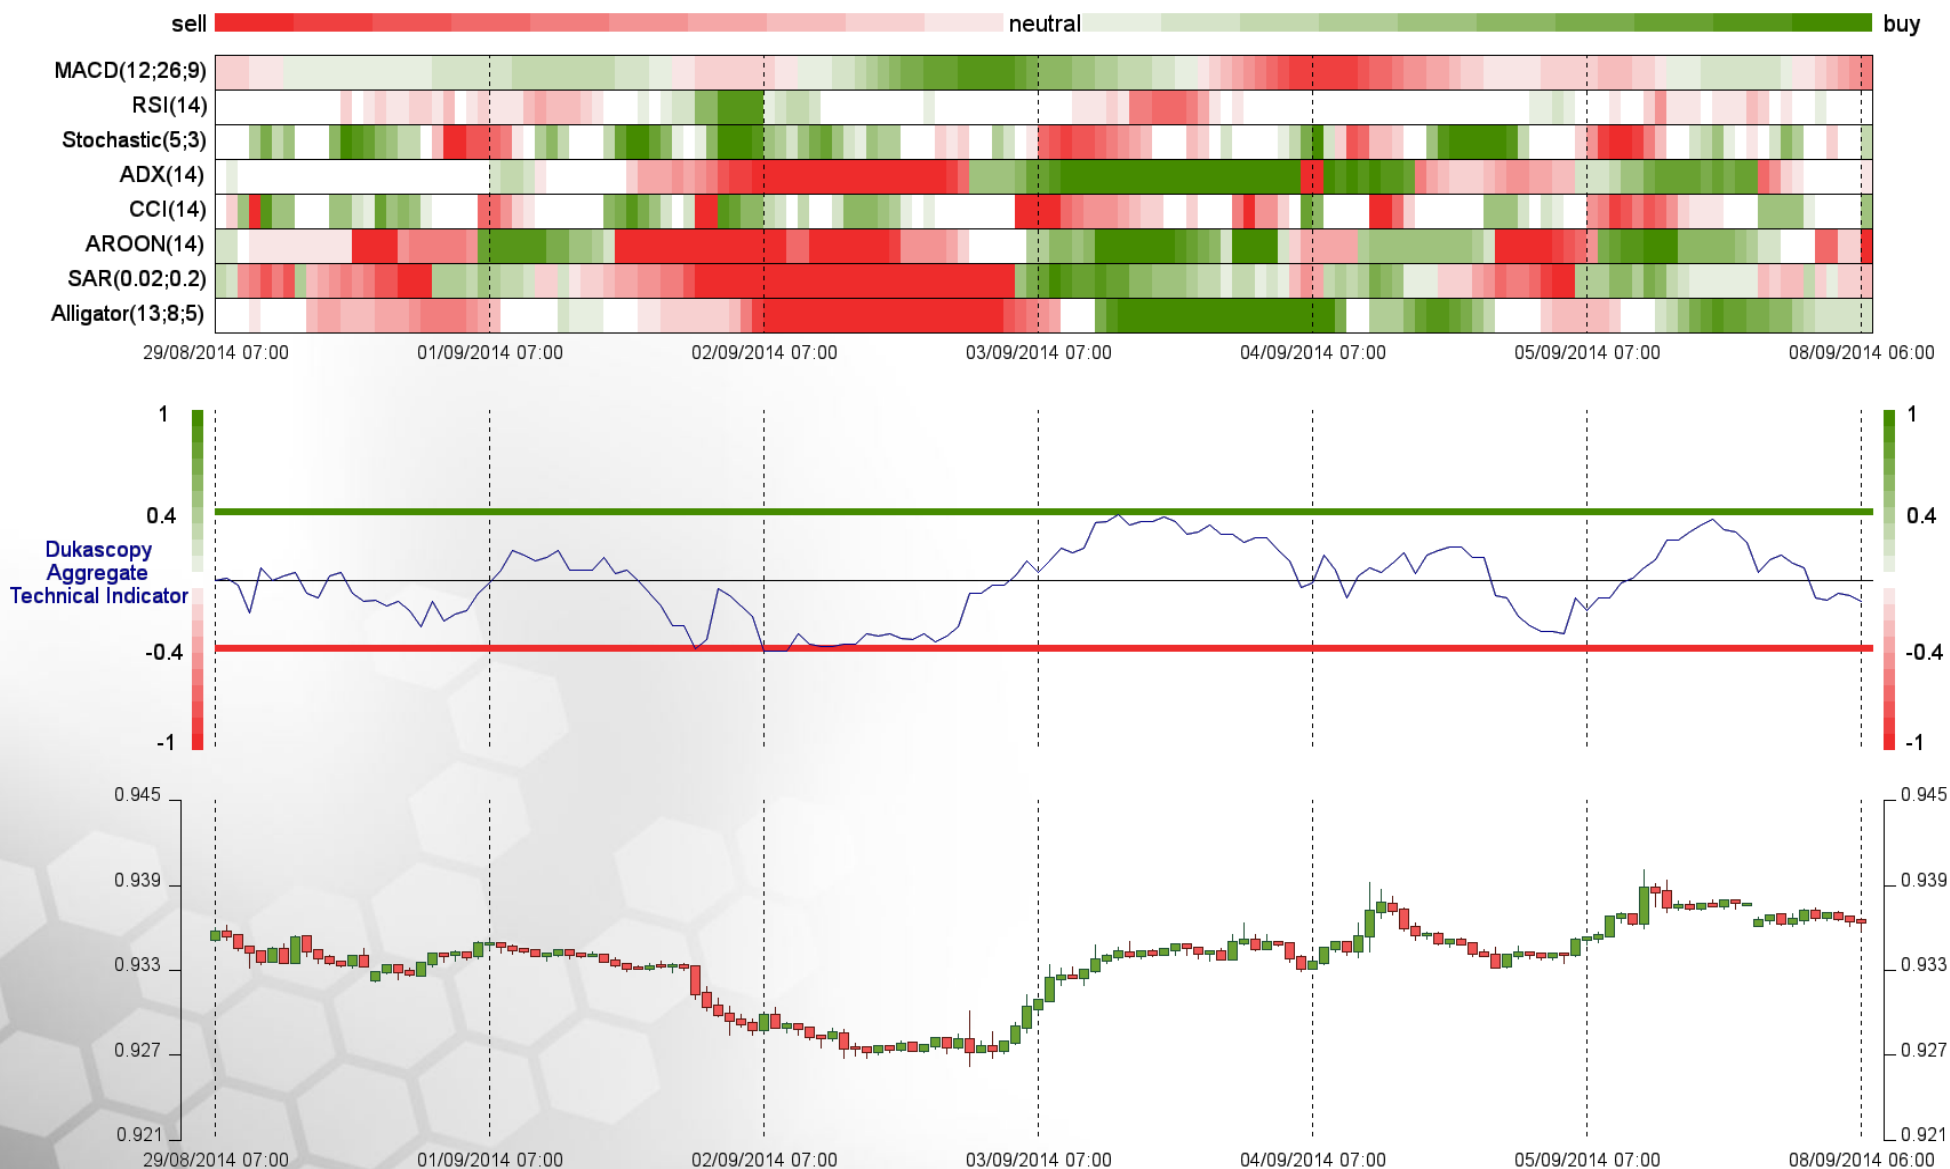 sell neutral buy
MACD(12;26;9)
RSI(14)
Stochastic(5;3)
ADX(14)
CCI(14)
AROON(14)
SAR(0.02;0.2)
Alligator(13;8;5)
29/08/2014 07:00 01/09/2014 07:00 02/09/2014 07:00 03/09/2014 07:00 04/09/2014 07:00 05/09/2014 07:00 08/09/2014 06:00
1 1
0.4 0.4
Dukascopy
Aggregate
Technical Indicator
-0.4 -0.4
-1 -1
0.945 0.945
0.939 0.939
0.933 0.933
0.927 0.927
0.921 0.921
29/08/2014 07:00 01/09/2014 07:00 02/09/2014 07:00 03/09/2014 07:00 04/09/2014 07:00 05/09/2014 07:00 08/09/2014 06:00